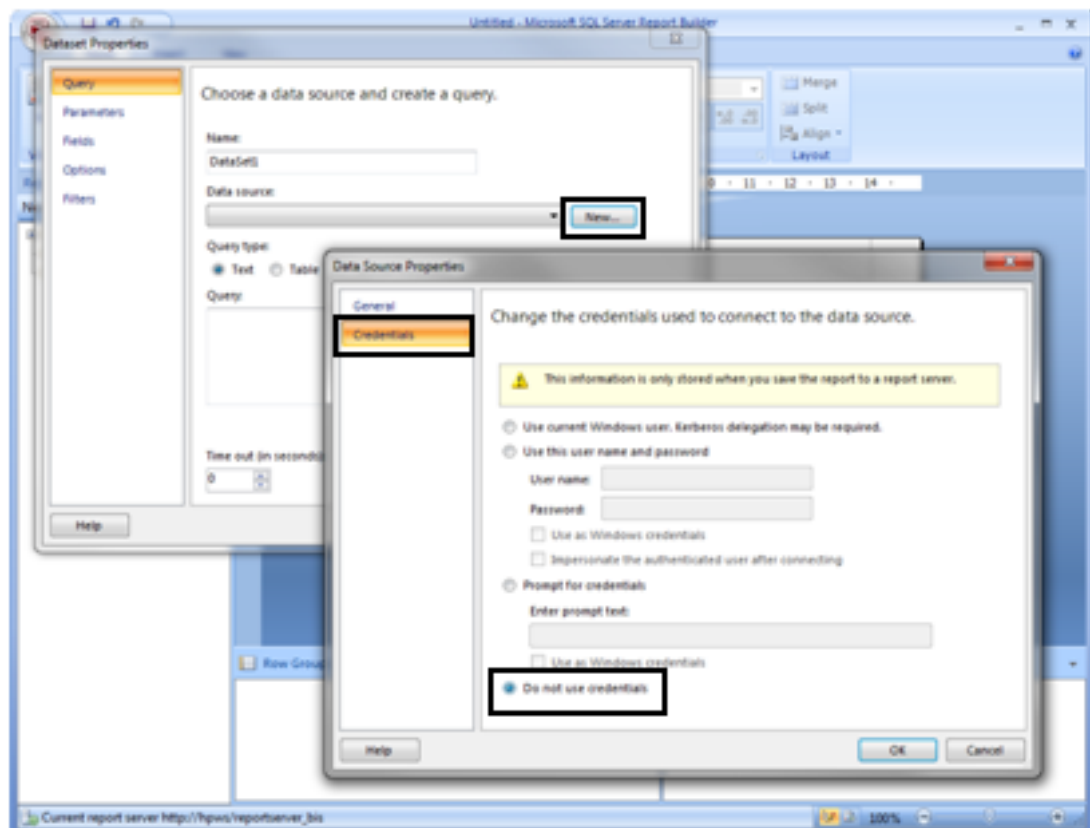 Untitled - Microsoft SQL Server Report Builder
Dataset Properties
Query
Parameters
Fields
Options
Filters
Choose a data source and create a query.
Name:
DataSet1
Data source:
New...
Query type:
Text Table
Query:
Time out (in seconds):
0
Help
Merge
Split
Align
Layout
11 12 13 14
Data Source Properties
General
Credentials
Change the credentials used to connect to the data source.
This information is only stored when you save the report to a report server.
Use current Windows user. Kerberos delegation may be required.
Use this user name and password
User name:
Password:
Use as Windows credentials
Impersonate the authenticated user after connecting
Prompt for credentials
Enter prompt text:
Use as Windows credentials
Do not use credentials
Help
OK
Cancel
Row Group
Current report server http://hpws/reportserver_bis
100%